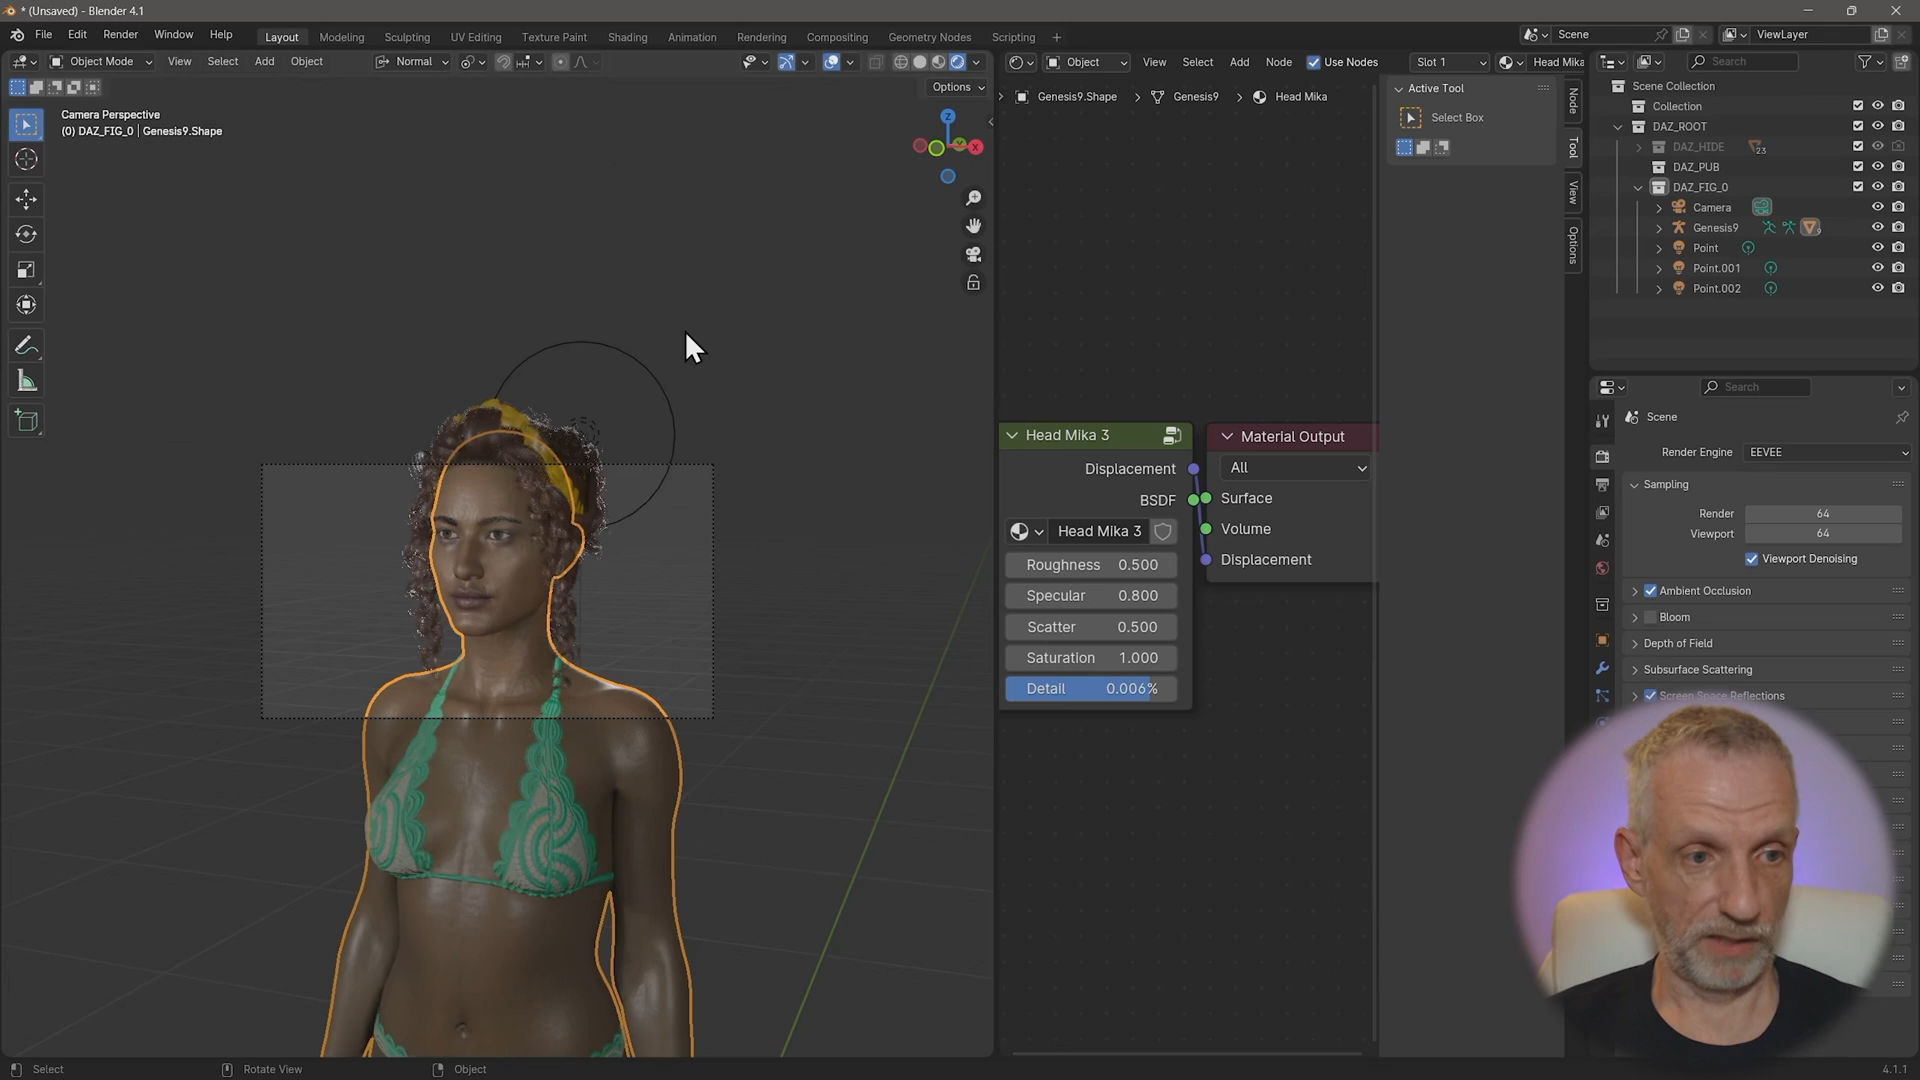 * (Unsaved) - Blender 4.1
File Edit Render Window Help
Layout Modeling Sculpting UV Editing Texture Paint Shading Animation Rendering Compositing Geometry Nodes Scripting +
Scene
ViewLayer
Object Mode View Select Add Object Normal
Options
Camera Perspective
(0) DAZ_FIG_0 | Genesis9.Shape
Z
Y
X
Object View Select Add Node Use Nodes Slot 1 Head Mika
Genesis9.Shape Genesis9 Head Mika
Active Tool
Select Box
Node
Tool
View
Options
Head Mika 3
Displacement
BSDF
Head Mika 3
Roughness 0.500
Specular 0.800
Scatter 0.500
Saturation 1.000
Detail 0.006%
Material Output
All
Surface
Volume
Displacement
Search
Scene Collection
Collection
DAZ_ROOT
DAZ_HIDE 23
DAZ_PUB
DAZ_FIG_0
Camera
Genesis9
Point
Point.001
Point.002
Search
Scene
Render Engine EEVEE
Sampling
Render 64
Viewport 64
Viewport Denoising
Ambient Occlusion
Bloom
Depth of Field
Subsurface Scattering
Screen Space Reflections
Select Rotate View Object
4.1.1